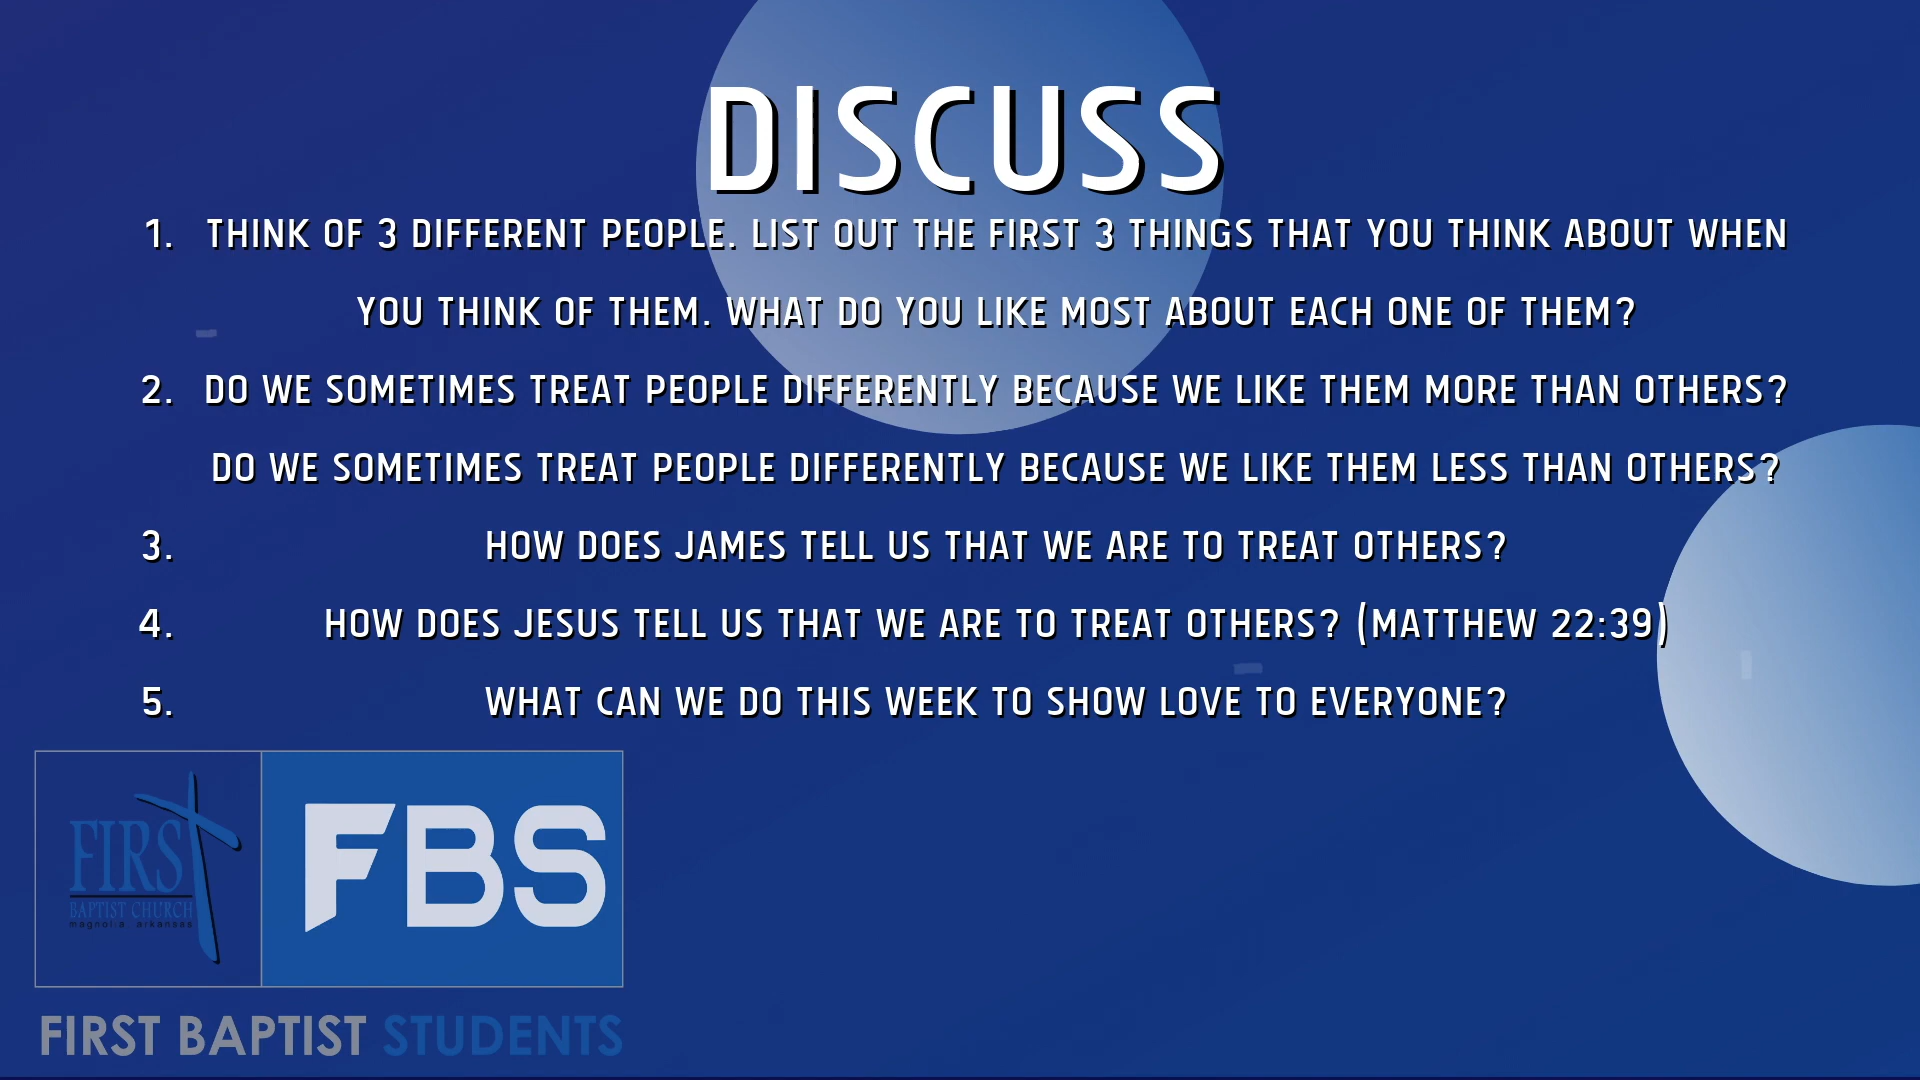 DISCUSS
1. THINK OF 3 DIFFERENT PEOPLE. LIST OUT THE FIRST 3 THINGS THAT YOU THINK ABOUT WHEN
YOU THINK OF THEM. WHAT DO YOU LIKE MOST ABOUT EACH ONE OF THEM?
2. DO WE SOMETIMES TREAT PEOPLE DIFFERENTLY BECAUSE WE LIKE THEM MORE THAN OTHERS?
DO WE SOMETIMES TREAT PEOPLE DIFFERENTLY BECAUSE WE LIKE THEM LESS THAN OTHERS?
3. HOW DOES JAMES TELL US THAT WE ARE TO TREAT OTHERS?
4. HOW DOES JESUS TELL US THAT WE ARE TO TREAT OTHERS? (MATTHEW 22:39)
5. WHAT CAN WE DO THIS WEEK TO SHOW LOVE TO EVERYONE?
FIRST
BAPTIST CHURCH
magnolia arkansas
FBS
FIRST BAPTIST STUDENTS